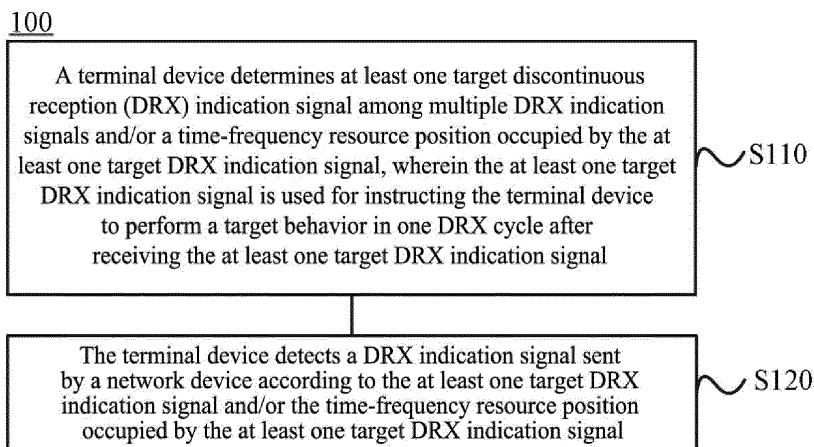 100
A terminal device determines at least one target discontinuous
reception (DRX) indication signal among multiple DRX indication
signals and/or a time-frequency resource position occupied by the at
least one target DRX indication signal, wherein the at least one target
DRX indication signal is used for instructing the terminal device
to perform a target behavior in one DRX cycle after
receiving the at least one target DRX indication signal
S110
The terminal device detects a DRX indication signal sent
by a network device according to the at least one target DRX
indication signal and/or the time-frequency resource position
occupied by the at least one target DRX indication signal
S120